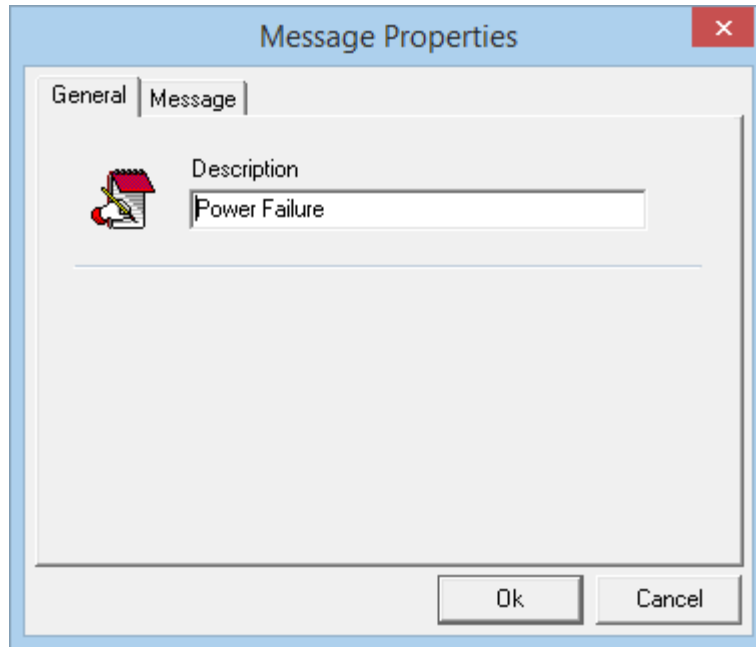 Message Properties
General Message
Description
Power Failure
Ok Cancel